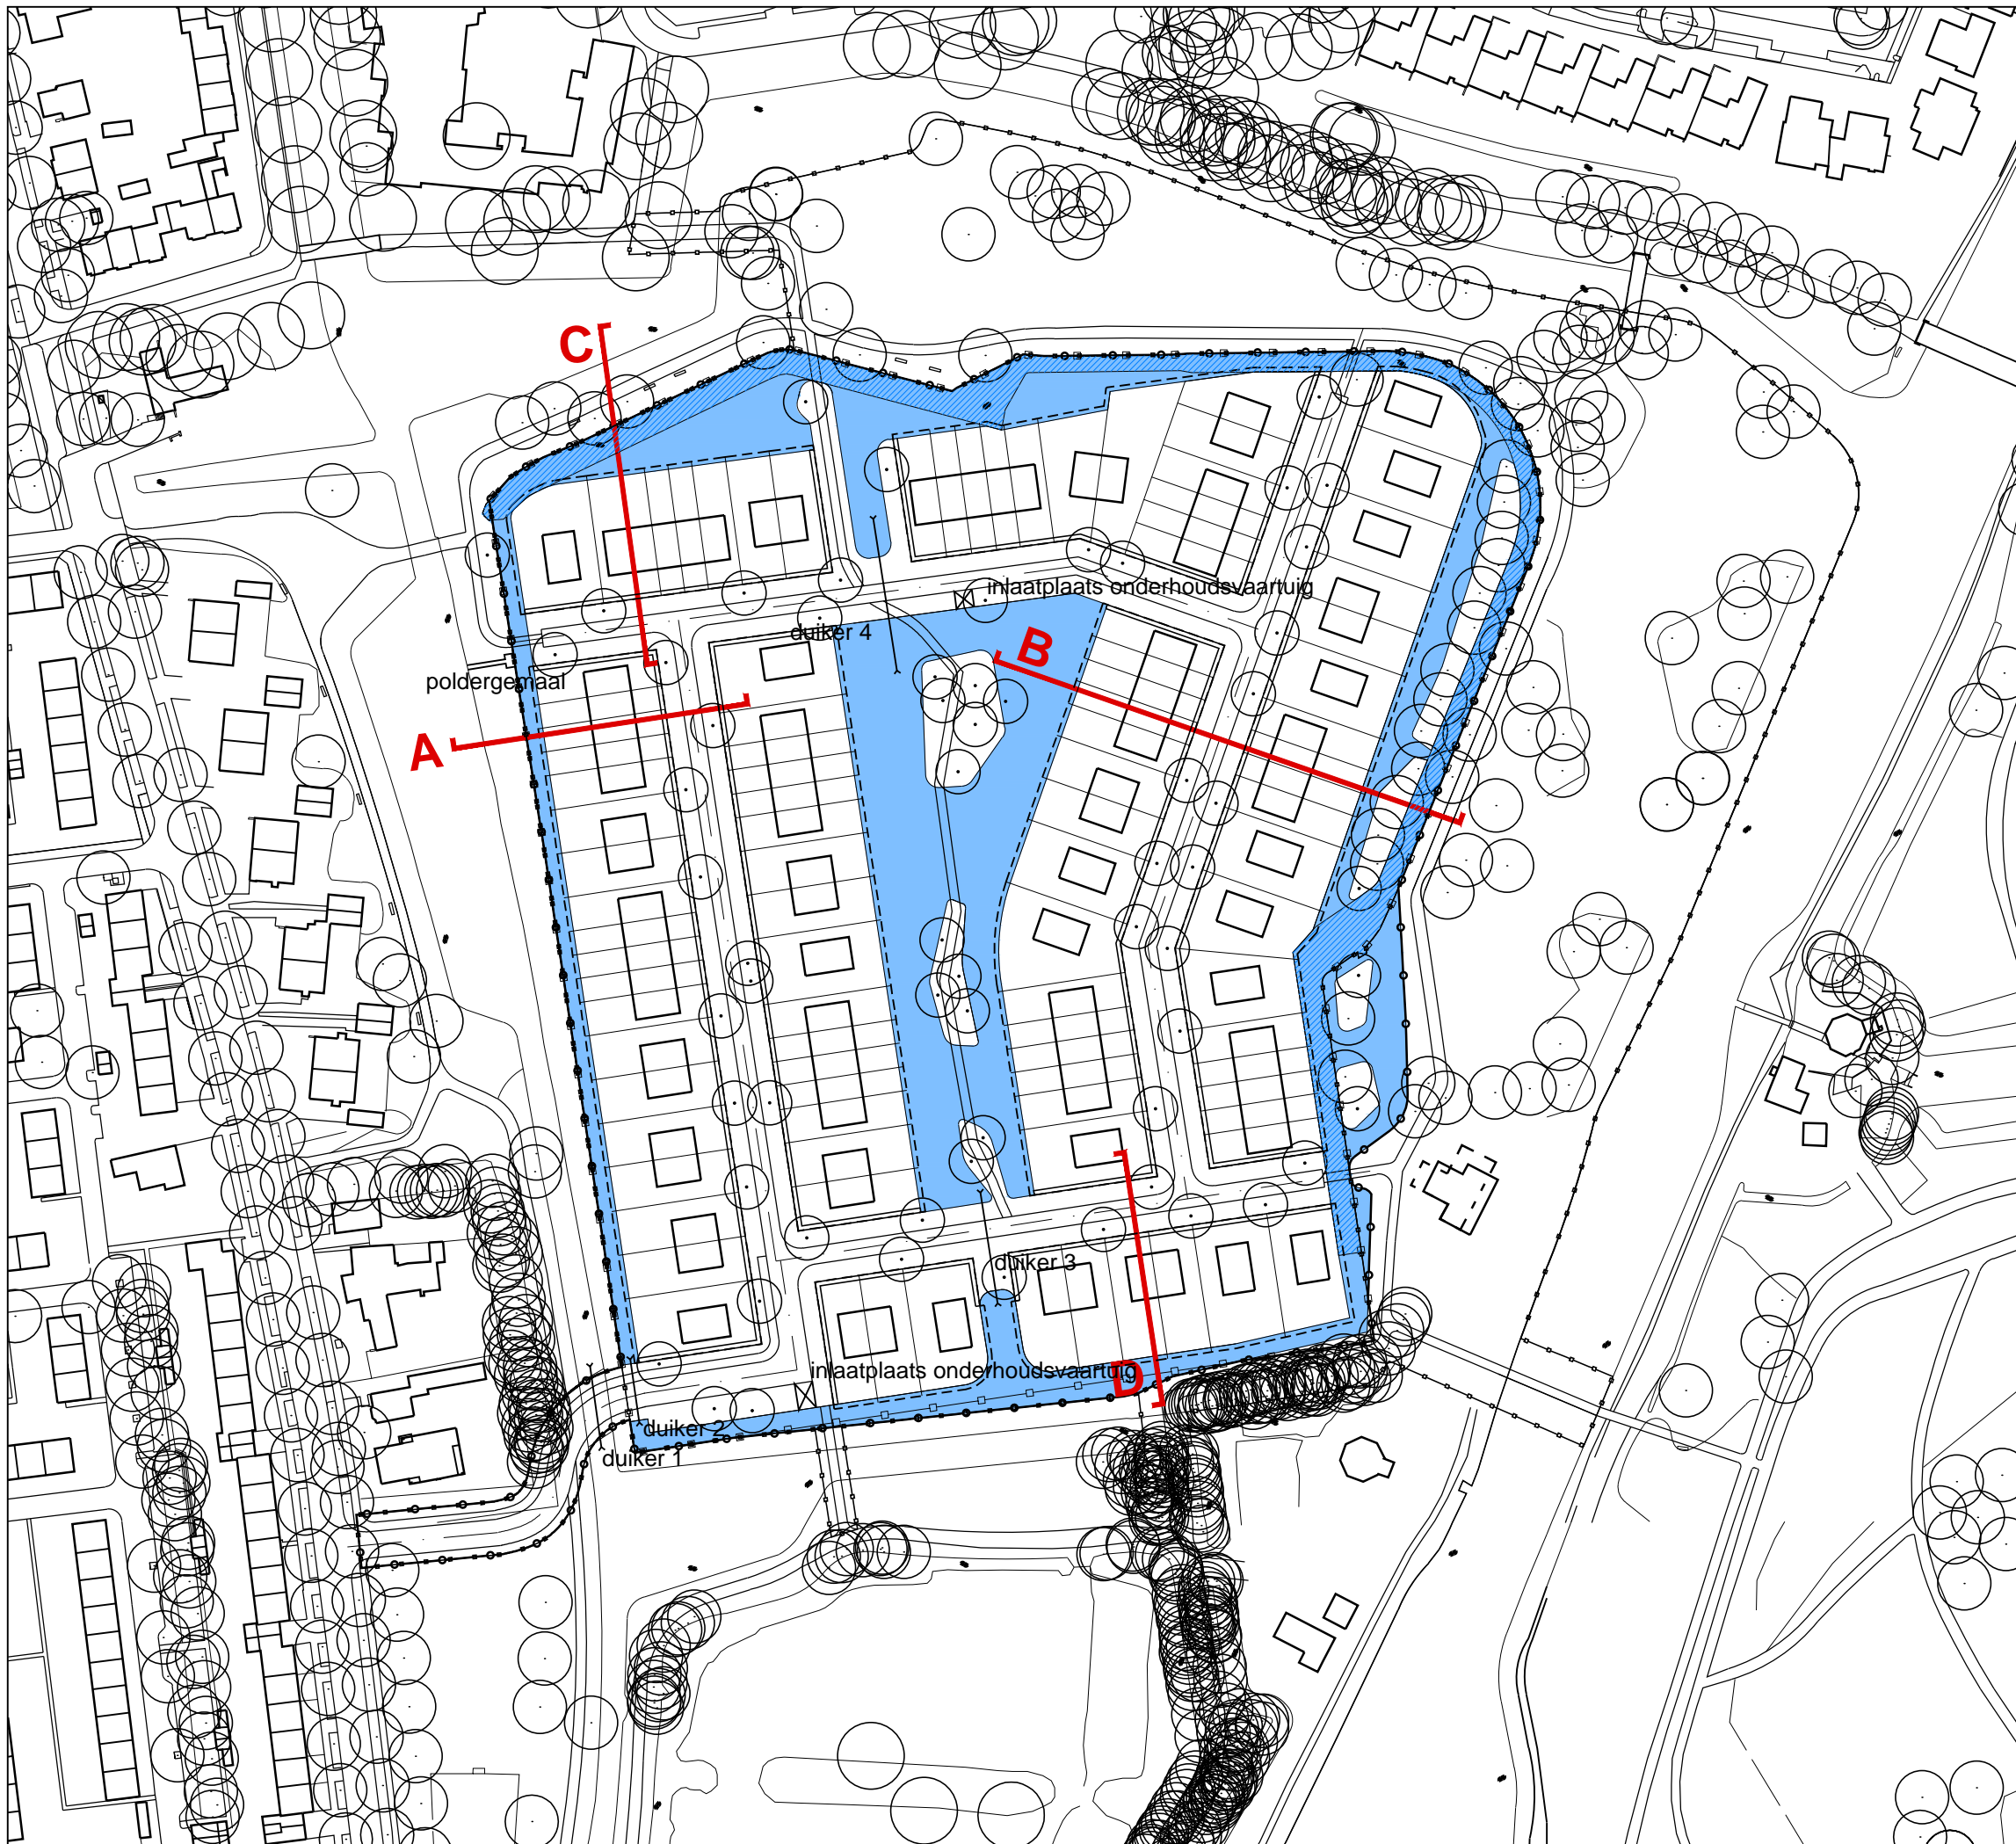 C
inlaatplaats onderhoudsvaartuig
duiker 4
B
poldergemaal
A
duiker 3
inlaatplaats onderhoudsvaartuig
D
duiker 2
duiker 1